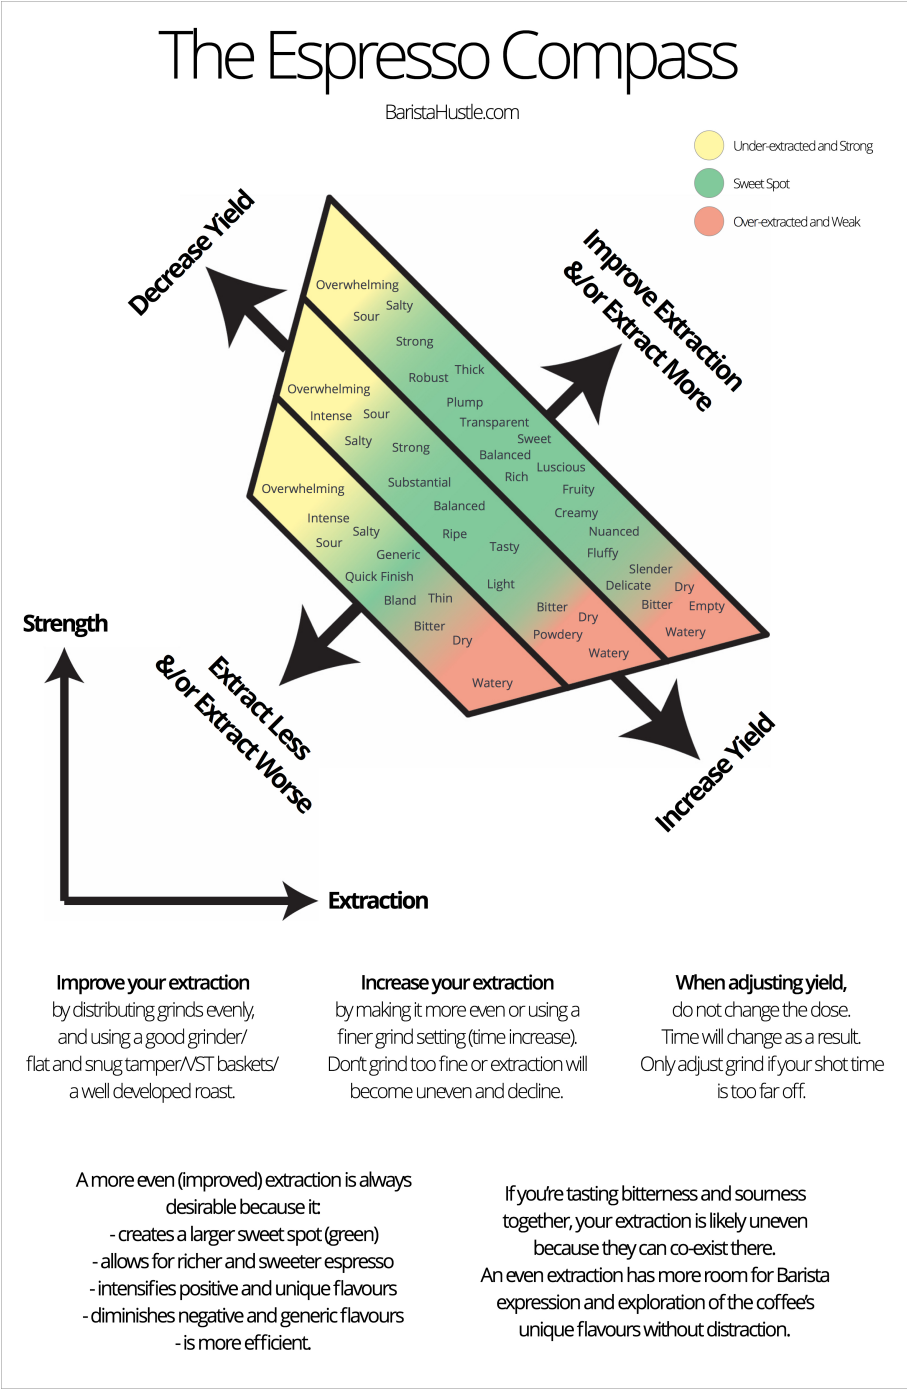 The Espresso Compass
BaristaHustle.com
Under-extracted and Strong
Sweet Spot
Over-extracted and Weak
Decrease Yield
Improve Extraction
&/or Extract More
Overwhelming
Salty
Sour
Strong
Thick
Robust
Plump
Transparent
Sweet
Balanced
Luscious
Rich
Fruity
Creamy
Nuanced
Fluffy
Slender
Delicate
Dry
Bitter
Empty
Watery
Overwhelming
Intense
Sour
Salty
Strong
Substantial
Balanced
Ripe
Tasty
Light
Bitter
Dry
Powdery
Watery
Overwhelming
Intense
Salty
Sour
Generic
Quick Finish
Bland
Thin
Bitter
Dry
Watery
Extract Less
&/or Extract Worse
Increase Yield
Strength
Extraction
Improve your extraction
by distributing grinds evenly,
and using a good grinder/
flat and snug tamper/VST baskets/
a well developed roast.
Increase your extraction
by making it more even or using a
finer grind setting (time increase).
Don't grind too fine or extraction will
become uneven and decline.
When adjusting yield,
do not change the dose.
Time will change as a result.
Only adjust grind if your shot time
is too far off.
A more even (improved) extraction is always
desirable because it:
- creates a larger sweet spot (green)
- allows for richer and sweeter espresso
- intensifies positive and unique flavours
- diminishes negative and generic flavours
- is more efficient.
If you're tasting bitterness and sourness
together, your extraction is likely uneven
because they can co-exist there.
An even extraction has more room for Barista
expression and exploration of the coffee's
unique flavours without distraction.